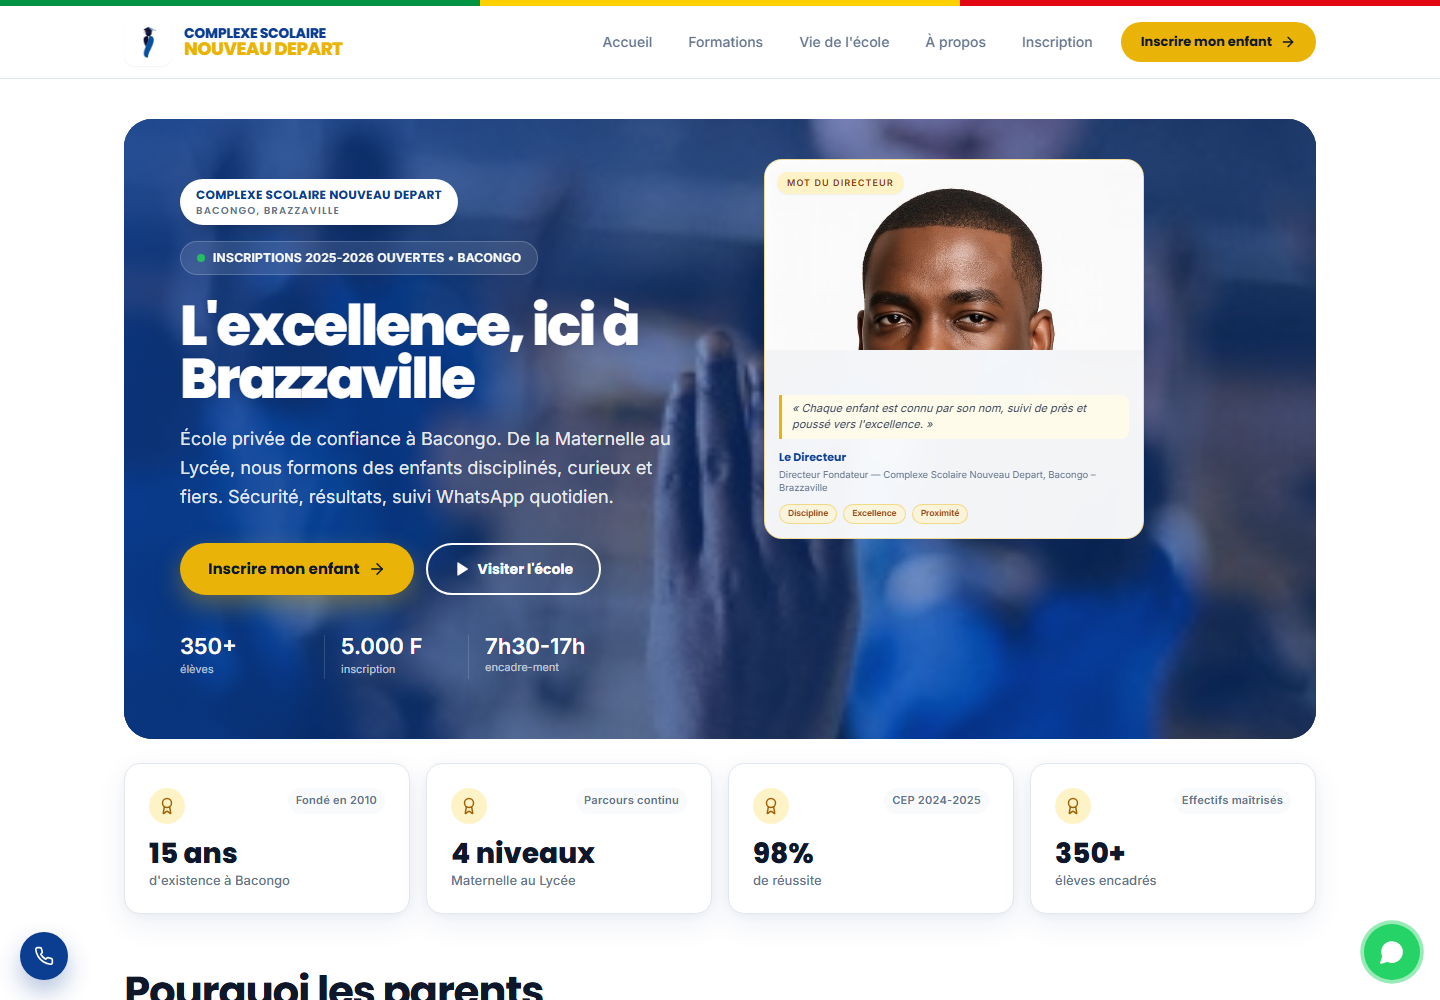 COMPLEXE SCOLAIRE
NOUVEAU DEPART
Accueil
Formations
Vie de l'école
À propos
Inscription
Inscrire mon enfant
COMPLEXE SCOLAIRE NOUVEAU DEPART
BACONGO, BRAZZAVILLE
INSCRIPTIONS 2025-2026 OUVERTES • BACONGO
L'excellence, ici à
Brazzaville
École privée de confiance à Bacongo. De la Maternelle au
Lycée, nous formons des enfants disciplinés, curieux et
fiers. Sécurité, résultats, suivi WhatsApp quotidien.
Inscrire mon enfant
Visiter l'école
350+
élèves
5.000 F
inscription
7h30-17h
encadre-ment
MOT DU DIRECTEUR
« Chaque enfant est connu par son nom, suivi de près et
poussé vers l'excellence. »
Le Directeur
Directeur Fondateur — Complexe Scolaire Nouveau Depart, Bacongo –
Brazzaville
Discipline
Excellence
Proximité
Fondé en 2010
15 ans
d'existence à Bacongo
Parcours continu
4 niveaux
Maternelle au Lycée
CEP 2024-2025
98%
de réussite
Effectifs maîtrisés
350+
élèves encadrés
Pourquoi les parents